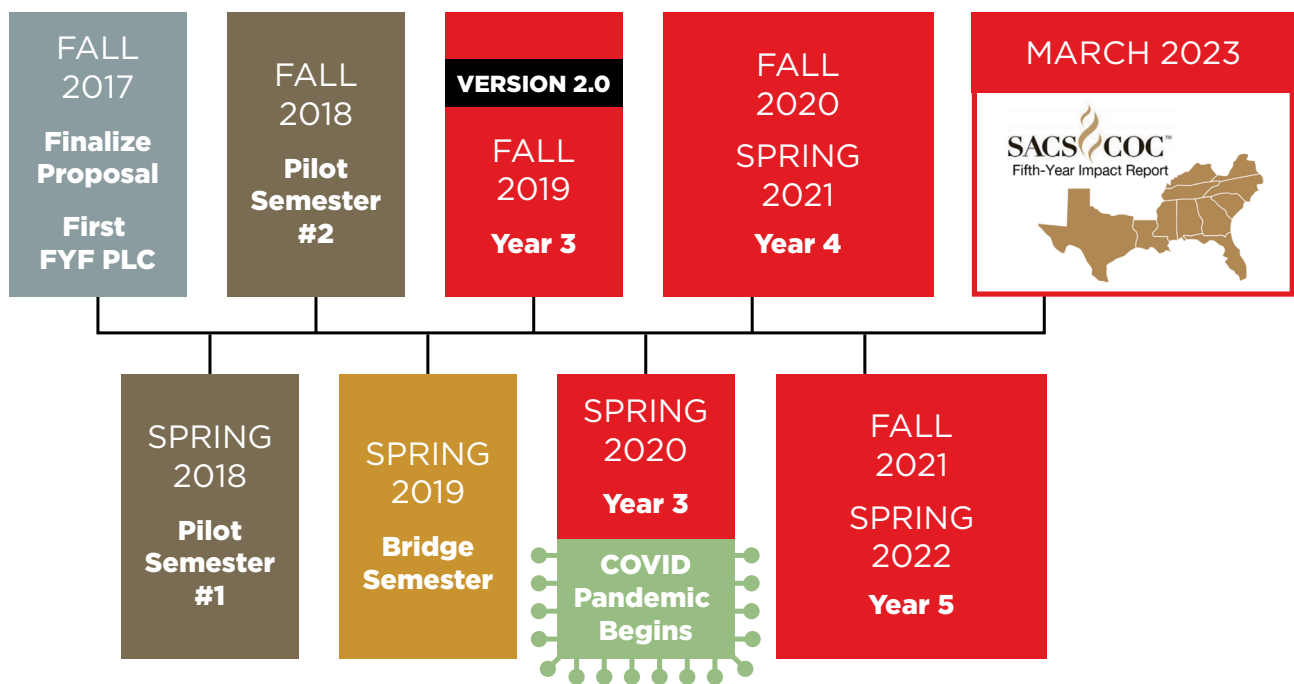 FALL
2017
Finalize
Proposal
First
FYF PLC
SPRING
2018
Pilot
Semester
#1
FALL
2018
Pilot
Semester
#2
SPRING
2019
Bridge
Semester
VERSION 2.0
FALL
2019
Year 3
SPRING
2020
Year 3
COVID
Pandemic
Begins
FALL
2020
SPRING
2021
Year 4
FALL
2021
SPRING
2022
Year 5
MARCH 2023
SACS COC™
Fifth-Year Impact Report